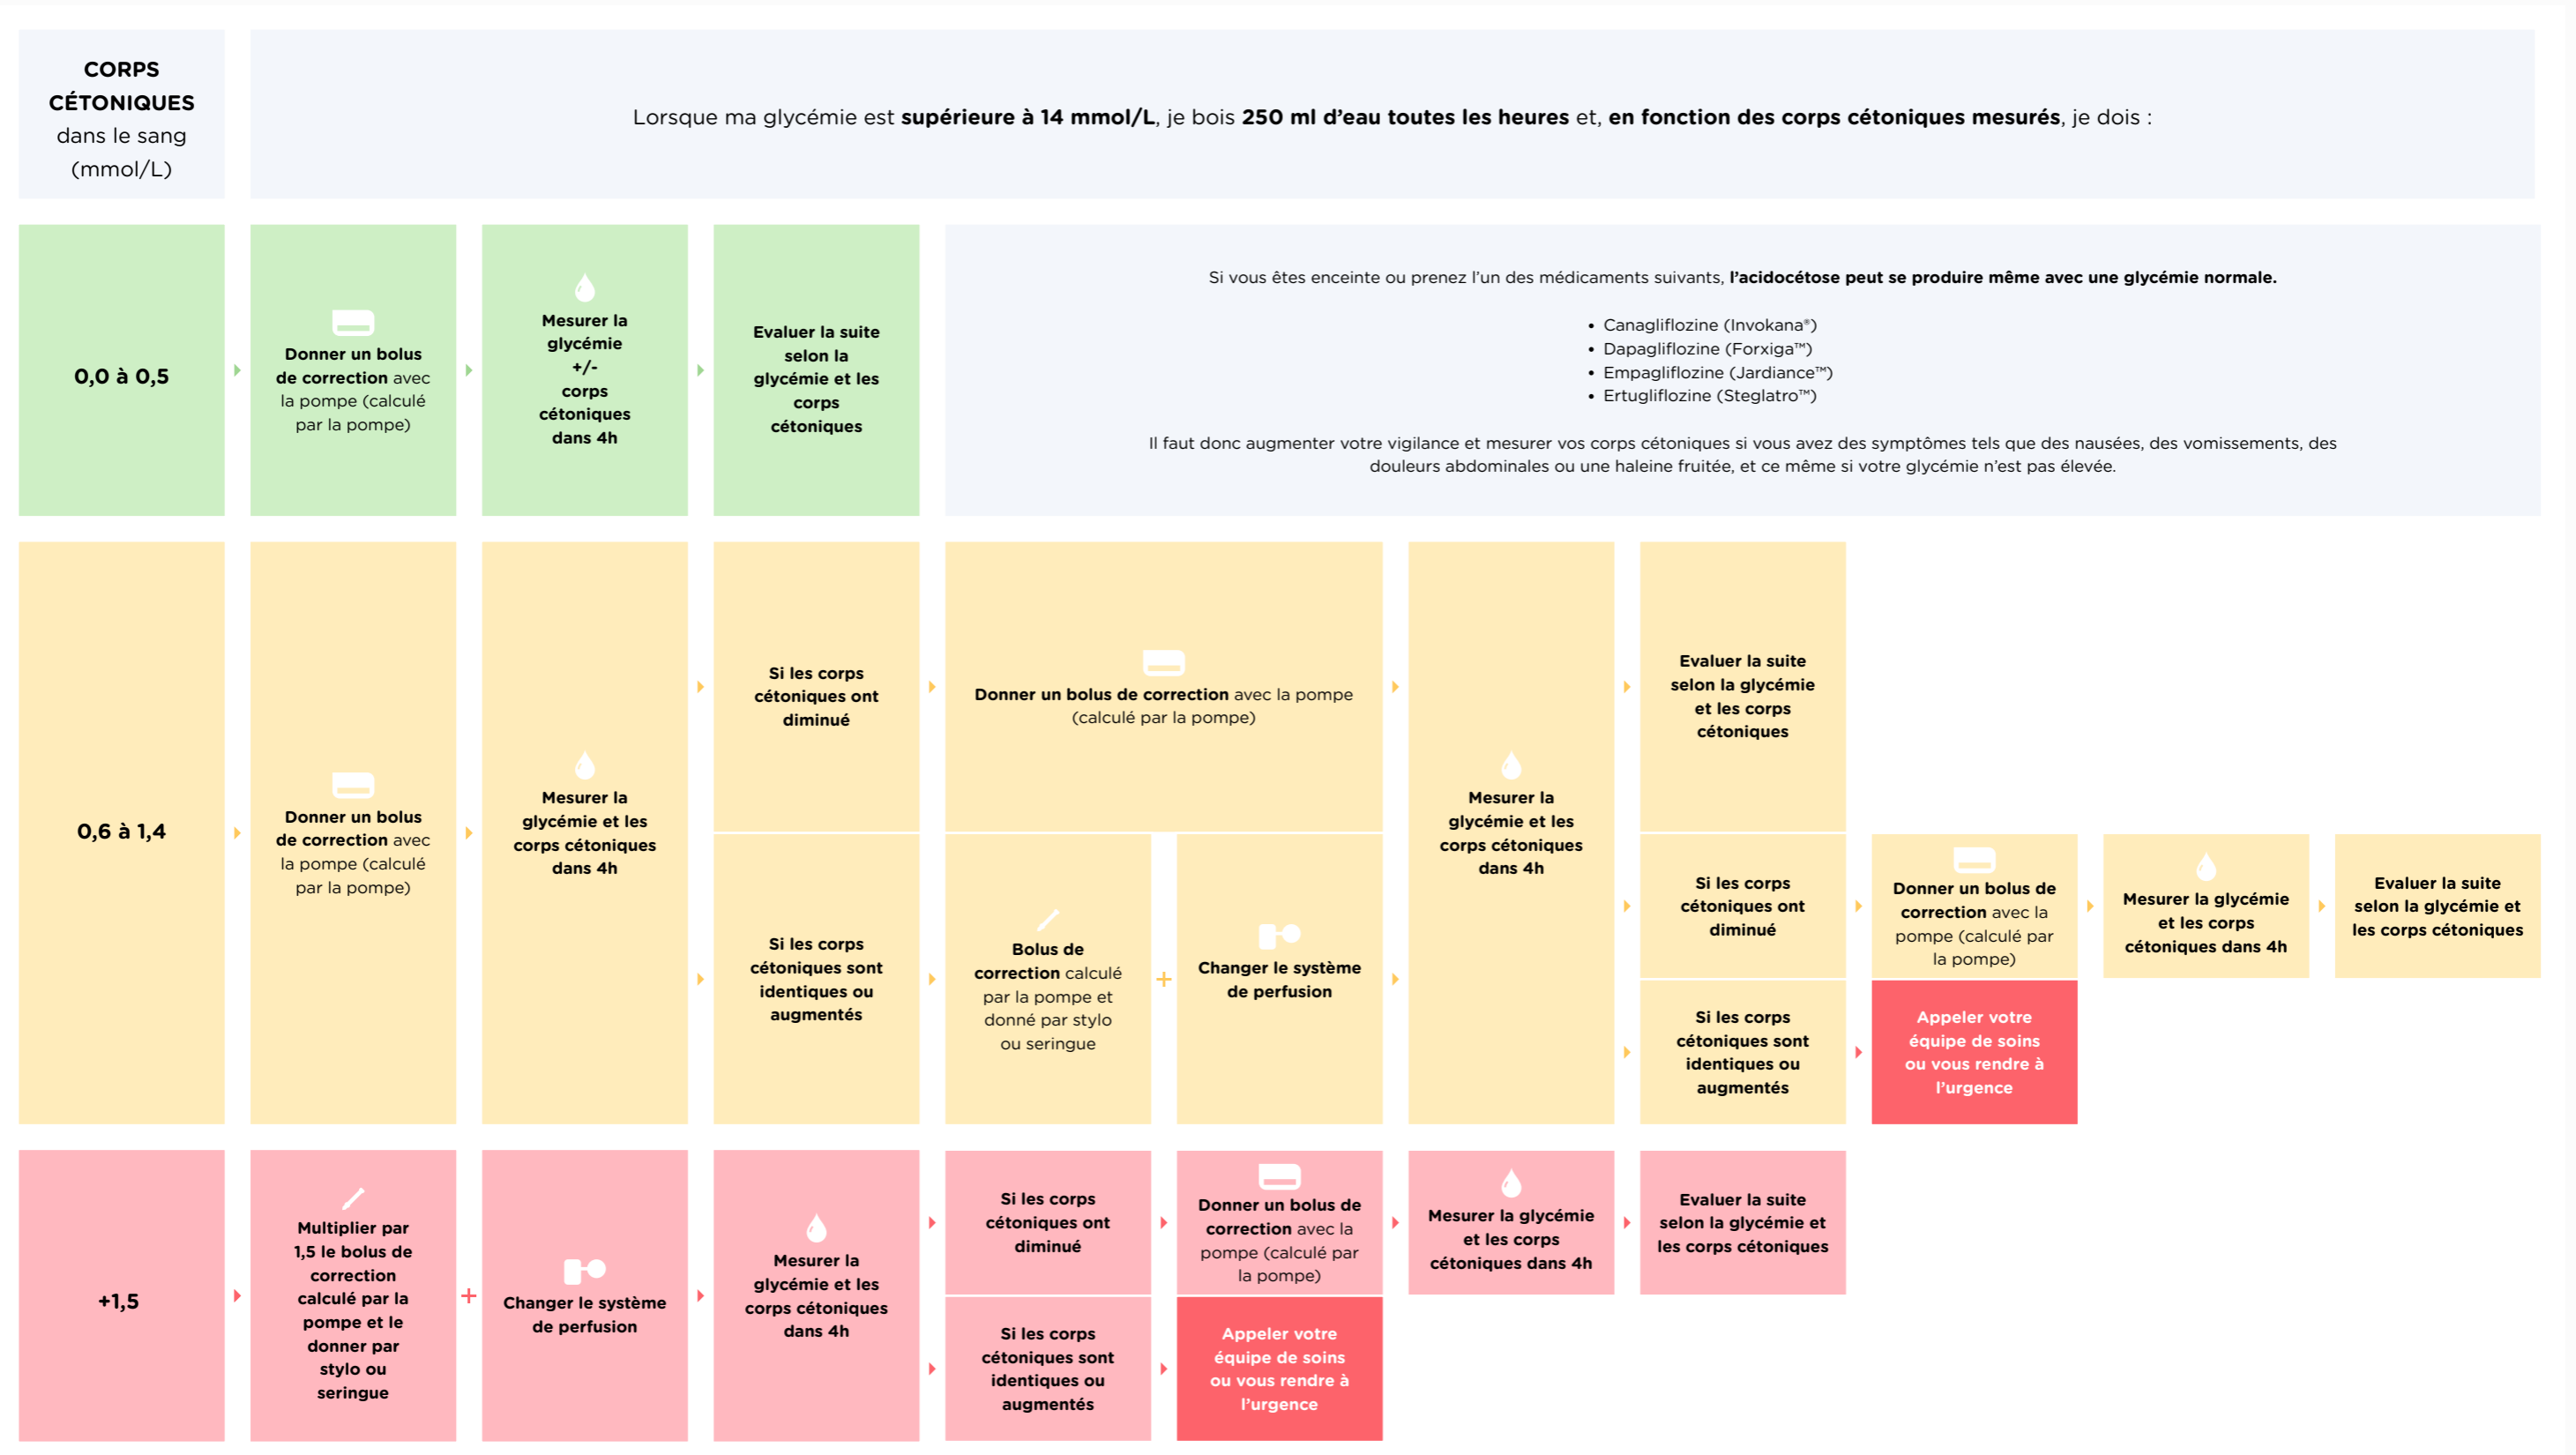 CORPS
CÉTONIQUES
dans le sang
(mmol/L)
Lorsque ma glycémie est supérieure à 14 mmol/L, je bois 250 ml d’eau toutes les heures et, en fonction des corps cétoniques mesurés, je dois :
0,0 à 0,5
Donner un bolus
de correction avec
la pompe (calculé
par la pompe)
Mesurer la
glycémie
+/-
corps
cétoniques
dans 4h
Evaluer la suite
selon la
glycémie et les
corps
cétoniques
Si vous êtes enceinte ou prenez l’un des médicaments suivants, l’acidocétose peut se produire même avec une glycémie normale.
• Canagliflozine (Invokana®)
• Dapagliflozine (Forxiga™)
• Empagliflozine (Jardiance™)
• Ertugliflozine (Steglatro™)
Il faut donc augmenter votre vigilance et mesurer vos corps cétoniques si vous avez des symptômes tels que des nausées, des vomissements, des
douleurs abdominales ou une haleine fruitée, et ce même si votre glycémie n’est pas élevée.
0,6 à 1,4
Donner un bolus
de correction avec
la pompe (calculé
par la pompe)
Mesurer la
glycémie et les
corps cétoniques
dans 4h
Si les corps
cétoniques ont
diminué
Donner un bolus de correction avec la pompe
(calculé par la pompe)
Si les corps
cétoniques sont
identiques ou
augmentés
Bolus de
correction calculé
par la pompe et
donné par stylo
ou seringue
+
Changer le système
de perfusion
Mesurer la
glycémie et les
corps cétoniques
dans 4h
Evaluer la suite
selon la glycémie
et les corps
cétoniques
Si les corps
cétoniques ont
diminué
Donner un bolus de
correction avec la
pompe (calculé par
la pompe)
Mesurer la glycémie
et les corps
cétoniques dans 4h
Evaluer la suite
selon la glycémie et
les corps cétoniques
Si les corps
cétoniques sont
identiques ou
augmentés
Appeler votre
équipe de soins
ou vous rendre à
l’urgence
+1,5
Multiplier par
1,5 le bolus de
correction
calculé par la
pompe et le
donner par
stylo ou
seringue
+
Changer le système
de perfusion
Mesurer la
glycémie et les
corps cétoniques
dans 4h
Si les corps
cétoniques ont
diminué
Donner un bolus de
correction avec la
pompe (calculé par
la pompe)
Mesurer la glycémie
et les corps
cétoniques dans 4h
Evaluer la suite
selon la glycémie et
les corps cétoniques
Si les corps
cétoniques sont
identiques ou
augmentés
Appeler votre
équipe de soins
ou vous rendre à
l’urgence